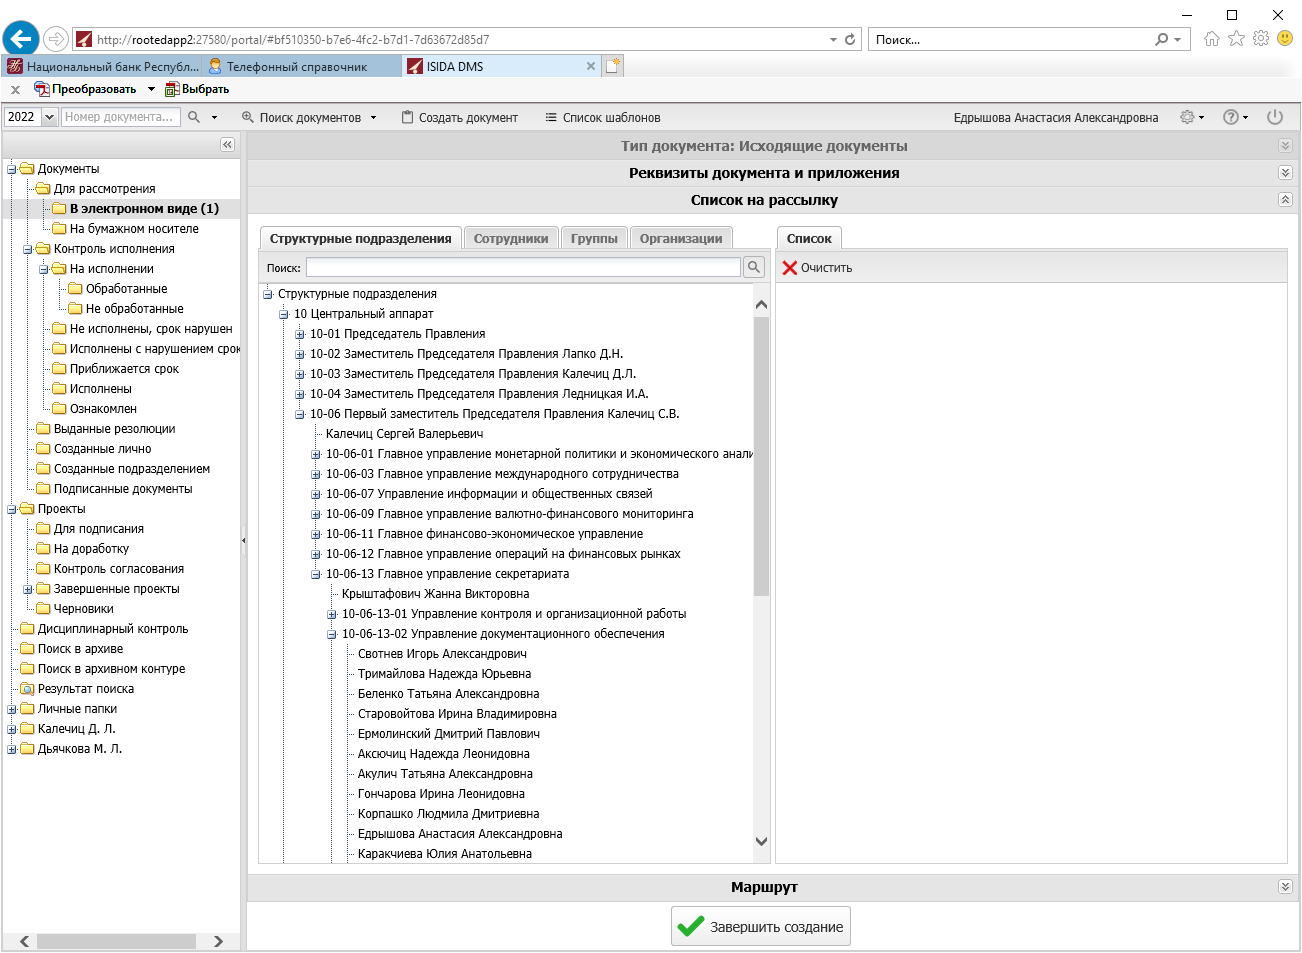 http://rootedapp2:27580/portal/#bf510350-b7e6-4fc2-b7d1-7d63672d85d7
Поиск...
Национальный банк Республ...
Телефонный справочник
ISIDA DMS
x Преобразовать Выбрать
2022 Номер документа... Поиск документов Создать документ Список шаблонов Едрышова Анастасия Александровна
Тип документа: Исходящие документы
Реквизиты документа и приложения
Список на рассылку
Документы
Для рассмотрения
В электронном виде (1)
На бумажном носителе
Контроль исполнения
На исполнении
Обработанные
Не обработанные
Не исполнены, срок нарушен
Исполнены с нарушением срок
Приближается срок
Исполнены
Ознакомлен
Выданные резолюции
Созданные лично
Созданные подразделением
Подписанные документы
Проекты
Для подписания
На доработку
Контроль согласования
Завершенные проекты
Черновики
Дисциплинарный контроль
Поиск в архиве
Поиск в архивном контуре
Результат поиска
Личные папки
Калечиц Д. Л.
Дьячкова М. Л.
Структурные подразделения Сотрудники Группы Организации
Поиск:
Структурные подразделения
10 Центральный аппарат
10-01 Председатель Правления
10-02 Заместитель Председателя Правления Лапко Д.Н.
10-03 Заместитель Председателя Правления Калечиц Д.Л.
10-04 Заместитель Председателя Правления Ледницкая И.А.
10-06 Первый заместитель Председателя Правления Калечиц С.В.
Калечиц Сергей Валерьевич
10-06-01 Главное управление монетарной политики и экономического анали
10-06-03 Главное управление международного сотрудничества
10-06-07 Управление информации и общественных связей
10-06-09 Главное управление валютно-финансового мониторинга
10-06-11 Главное финансово-экономическое управление
10-06-12 Главное управление операций на финансовых рынках
10-06-13 Главное управление секретариата
Крыштафович Жанна Викторовна
10-06-13-01 Управление контроля и организационной работы
10-06-13-02 Управление документационного обеспечения
Свотнев Игорь Александрович
Тримайлова Надежда Юрьевна
Беленко Татьяна Александровна
Старовойтова Ирина Владимировна
Ермолинский Дмитрий Павлович
Аксючиц Надежда Леонидовна
Акулич Татьяна Александровна
Гончарова Ирина Леонидовна
Корпашко Людмила Дмитриевна
Едрышова Анастасия Александровна
Каракчиева Юлия Анатольевна
Список
Очистить
Маршрут
Завершить создание